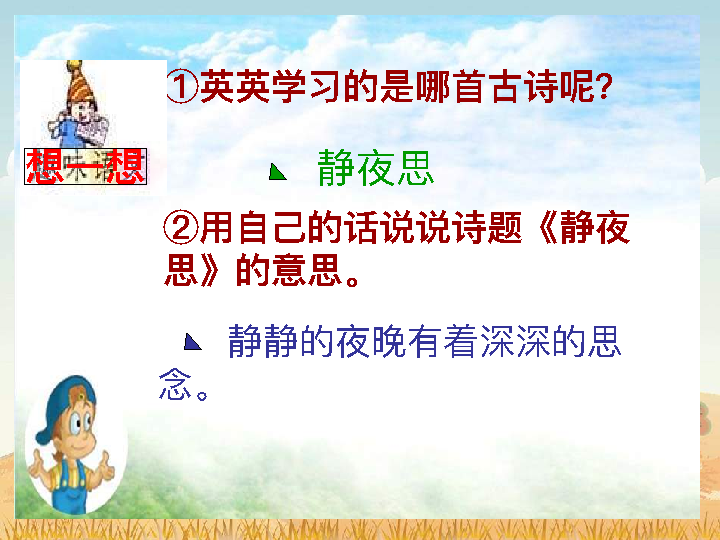 ①英英学习的是哪首古诗呢?
想一想
静夜思
②用自己的话说说诗题《静夜
思》的意思。
静静的夜晚有着深深的思
念。